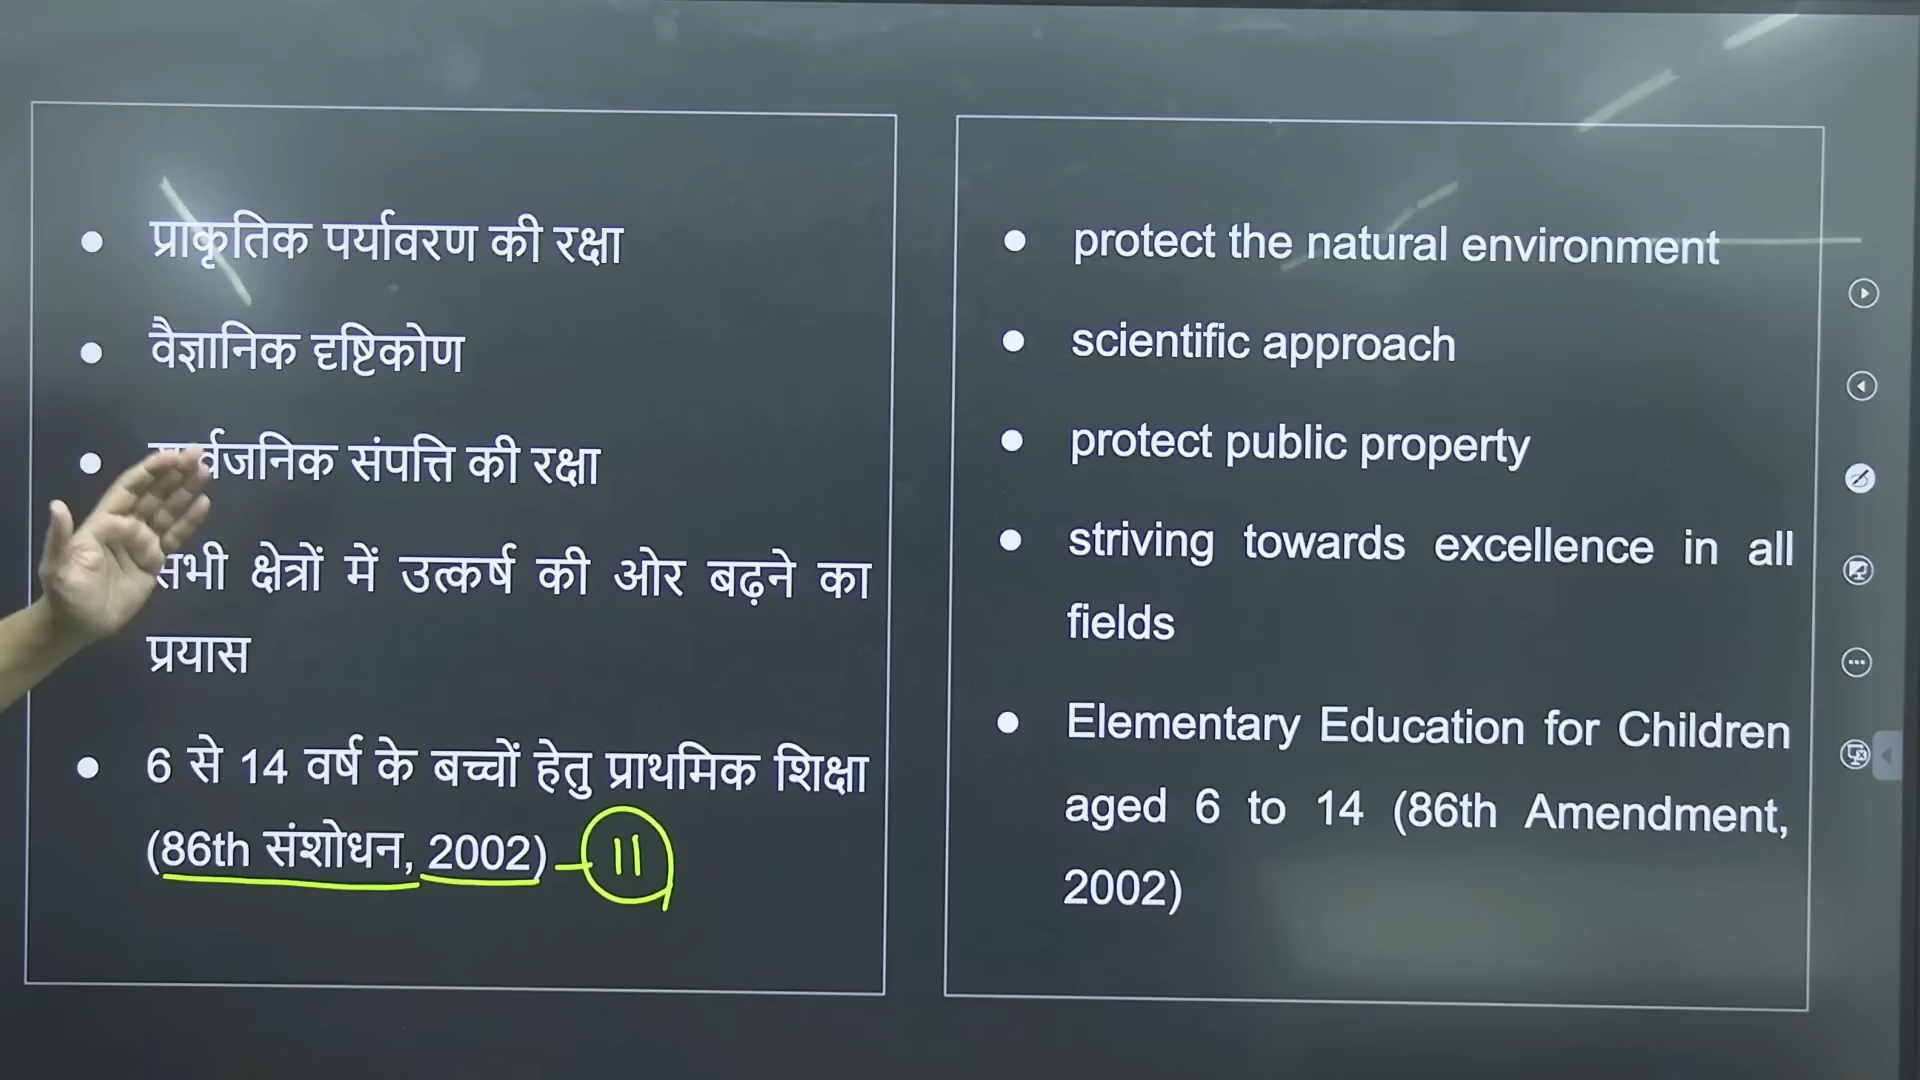 ● प्राकृतिक पर्यावरण की रक्षा
● वैज्ञानिक दृष्टिकोण
● संपत्ति की रक्षा
सभी क्षेत्रों में उत्कर्ष की ओर बढ़ने का
प्रयास
● 6 से 14 वर्ष के बच्चों हेतु प्राथमिक शिक्षा
(86th संशोधन, 2002) – 11
● protect the natural environment
● scientific approach
● protect public property
● striving towards excellence in all
fields
● Elementary Education for Children
aged 6 to 14 (86th Amendment,
2002)